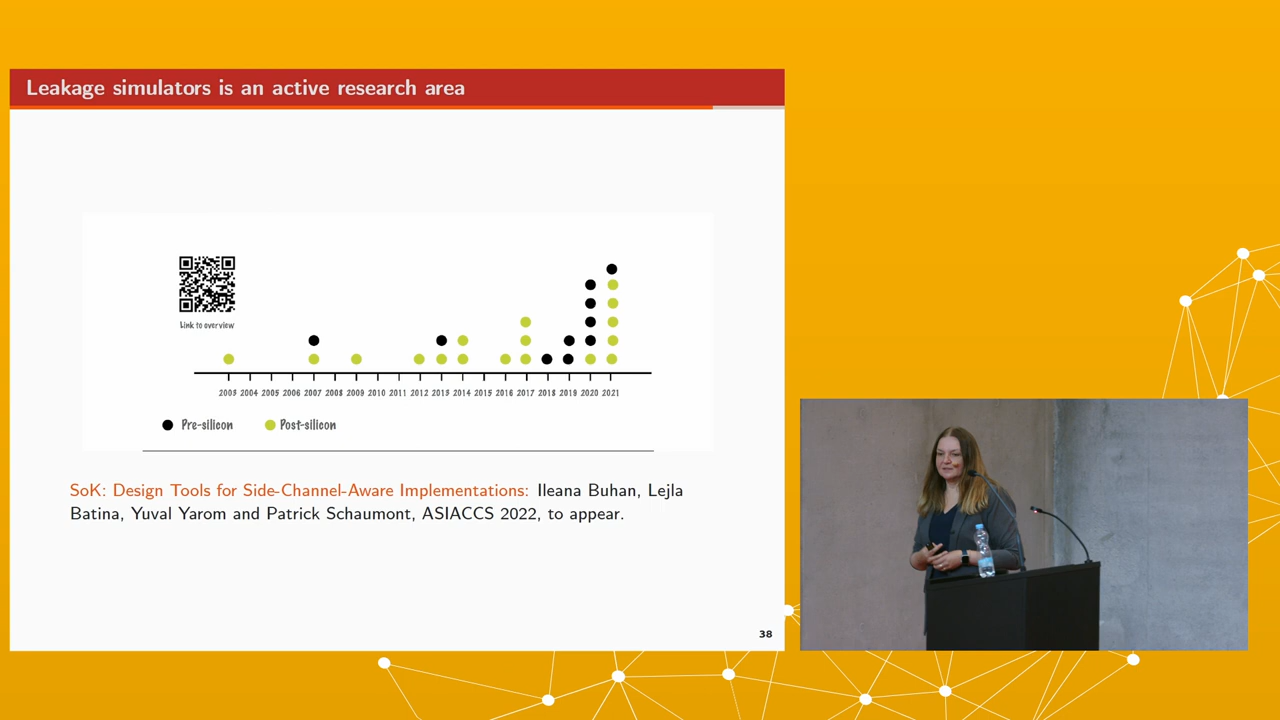 Leakage simulators is an active research area
Link to overview
2003 2004 2005 2006 2007 2008 2009 2010 2011 2012 2013 2014 2015 2016 2017 2018 2019 2020 2021
Pre-silicon Post-silicon
SoK: Design Tools for Side-Channel-Aware Implementations: Ileana Buhan, Lejla
Batina, Yuval Yarom and Patrick Schaumont, ASIACCS 2022, to appear.
38